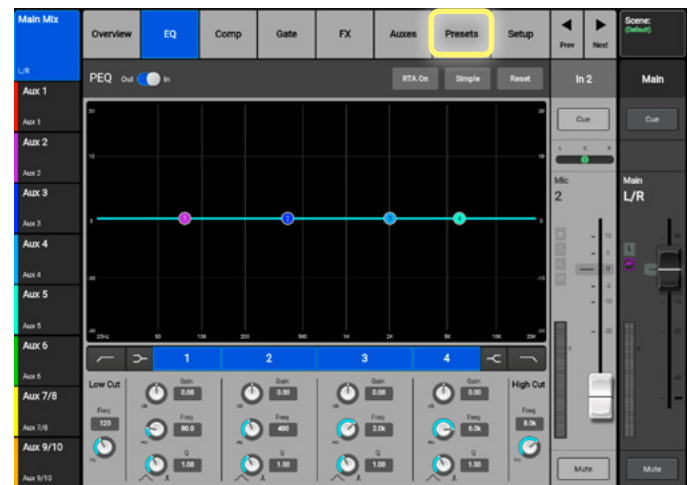 Main Mix
L/R
Aux 1
Aux 1
Aux 2
Aux 2
Aux 3
Aux 3
Aux 4
Aux 4
Aux 5
Aux 5
Aux 6
Aux 6
Aux 7/8
Aux 7/8
Aux 9/10
Aux 9/10
Overview EQ Comp Gate FX Auxes Presets Setup Prev Next
Scene:
(Default)
PEQ Out In RTA On Simple Reset In 2 Main
20 20
10 10
0 0
-10 -10
20Hz 50 100 200 500 1K 2K 5K 10K 20K
1 2 3 4
1 2 3 4
Low Cut Gain Gain Gain Gain High Cut
0.00 0.00 0.00 0.00
Freq Freq Freq Freq Freq Freq
120 80.0 400 2.0k 6.0k 8.0k
Q Q Q Q
1.00 1.00 1.00 1.00
Cue Cue
L C R
Mic
2
Main
L/R
Mute Mute